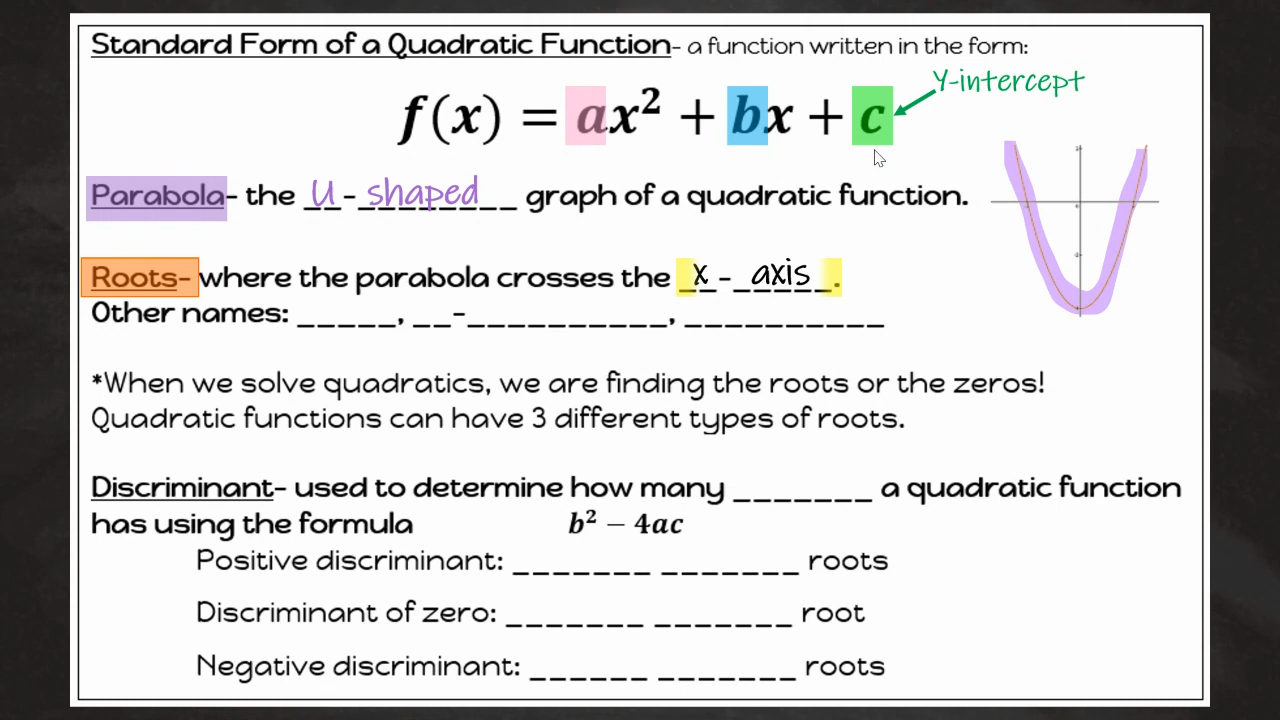 Standard Form of a Quadratic Function- a function written in the form:
f(x) = ax² + bx + c
Y-intercept
Parabola- the U-shaped graph of a quadratic function.
Roots- where the parabola crosses the x-axis.
Other names: _____, __-__________, __________
*When we solve quadratics, we are finding the roots or the zeros!
Quadratic functions can have 3 different types of roots.
Discriminant- used to determine how many _______ a quadratic function
has using the formula b² − 4ac
Positive discriminant: _______ _______ roots
Discriminant of zero: _______ _______ root
Negative discriminant: ______ _______ roots